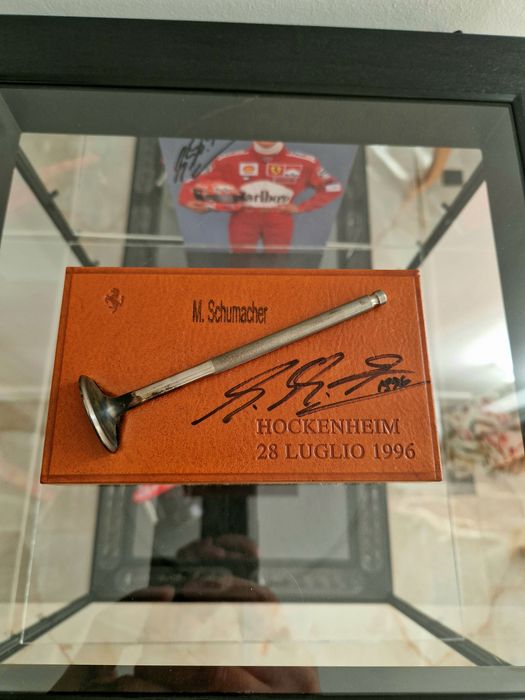 Marlboro
M. Schumacher
1996
HOCKENHEIM
28 LUGLIO 1996